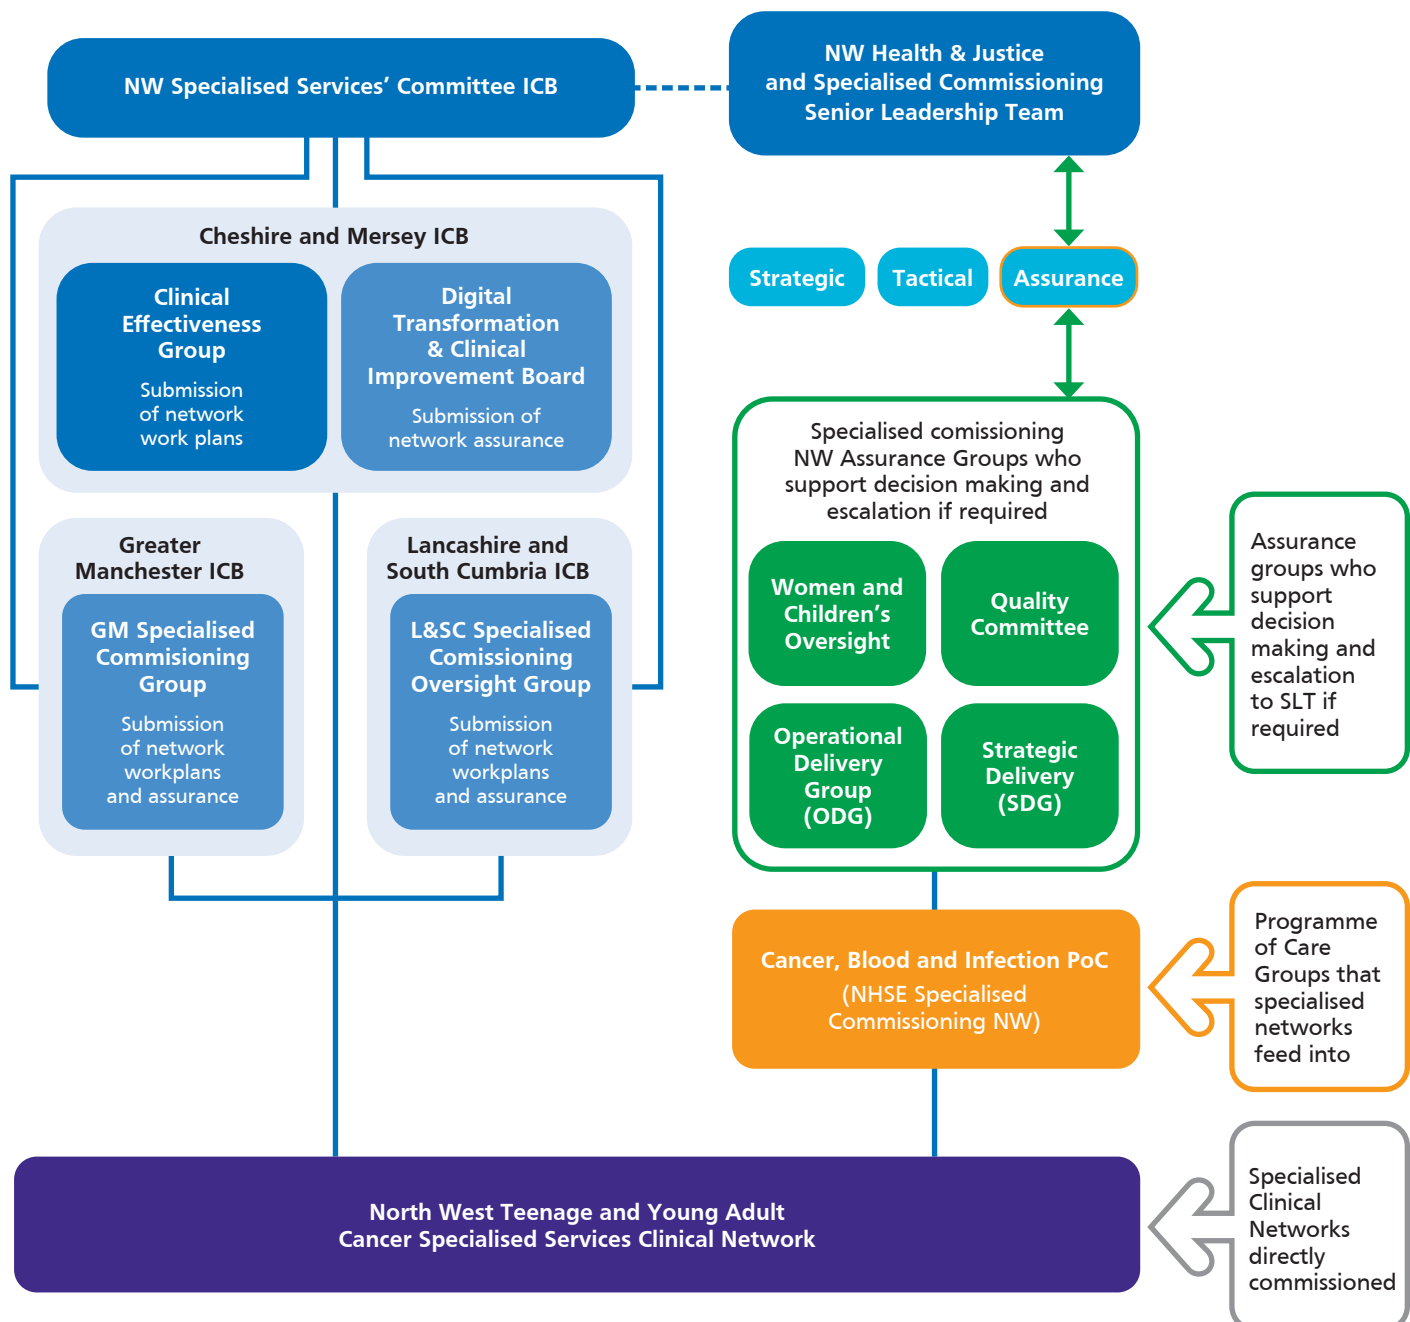 NW Specialised Services’ Committee ICB
NW Health & Justice
and Specialised Commissioning
Senior Leadership Team
Cheshire and Mersey ICB
Clinical
Effectiveness
Group
Submission
of network
work plans
Digital
Transformation
& Clinical
Improvement Board
Submission of
network assurance
Greater
Manchester ICB
GM Specialised
Commisioning
Group
Submission
of network
workplans
and assurance
Lancashire and
South Cumbria ICB
L&SC Specialised
Comissioning
Oversight Group
Submission
of network
workplans
and assurance
Strategic
Tactical
Assurance
Specialised comissioning
NW Assurance Groups who
support decision making and
escalation if required
Women and
Children’s
Oversight
Quality
Committee
Operational
Delivery
Group
(ODG)
Strategic
Delivery
(SDG)
Assurance
groups who
support
decision
making and
escalation
to SLT if
required
Cancer, Blood and Infection PoC
(NHSE Specialised
Commissioning NW)
Programme
of Care
Groups that
specialised
networks
feed into
North West Teenage and Young Adult
Cancer Specialised Services Clinical Network
Specialised
Clinical
Networks
directly
commissioned